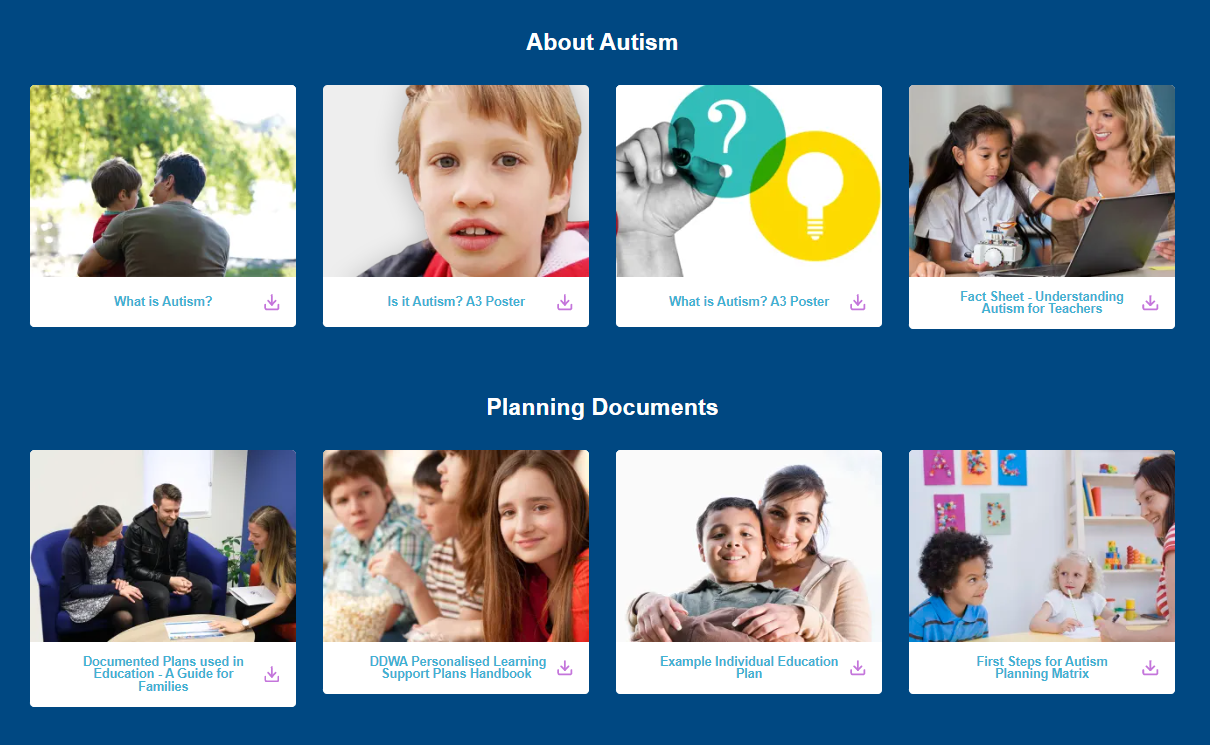 About Autism
What is Autism?
Is it Autism? A3 Poster
?
What is Autism? A3 Poster
Fact Sheet - Understanding
Autism for Teachers
Planning Documents
Documented Plans used in
Education - A Guide for
Families
DDWA Personalised Learning
Support Plans Handbook
Example Individual Education
Plan
A B C
E D
First Steps for Autism
Planning Matrix